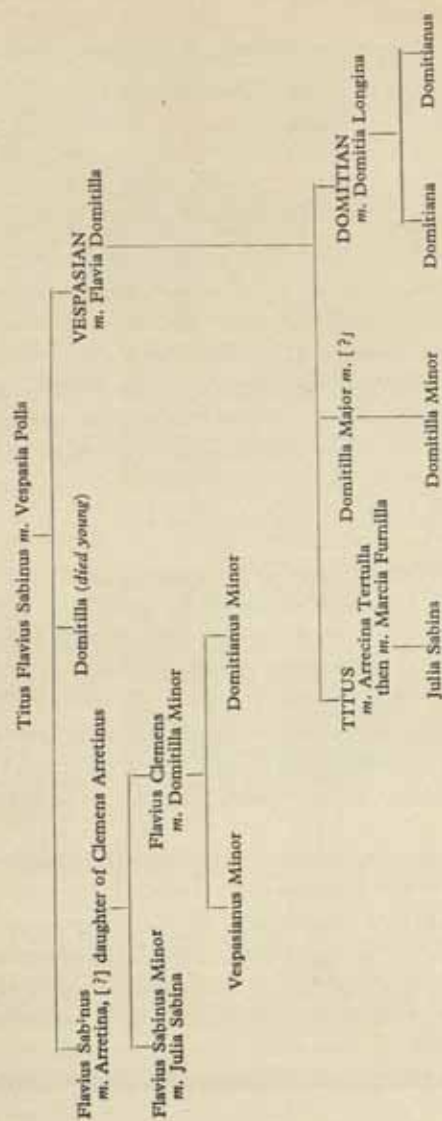 Titus Flavius Sabinus m. Vespasia Polla
Flavius Sab'nus
m. Arretina, [?] daughter of Clemens Arretinus
Domitilla (died young)
VESPASIAN
m. Flavia Domitilla
Flavius Sabinus Minor
m. Julia Sabina
Flavius Clemens
m. Domitilla Minor
Vespasianus Minor
Domitianus Minor
TITUS
m. Arrecina Tertulla
then m. Marcia Furnilla
Domitilla Major m. [?]
DOMITIAN
m. Domitia Longina
Julia Sabina
Domitilla Minor
Domitiana
Domitianus